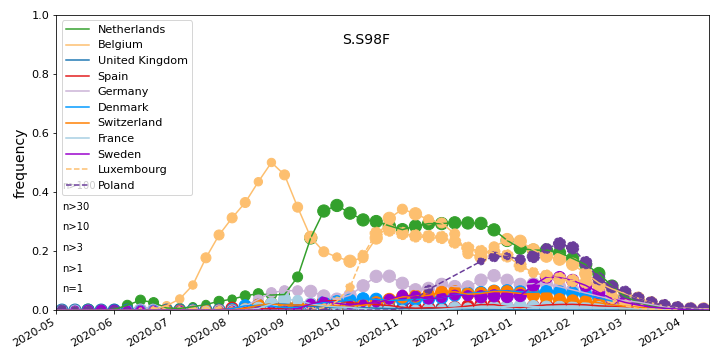 S.S98F
frequency
1.0
0.8
0.6
0.4
0.2
0.0
Netherlands
Belgium
United Kingdom
Spain
Germany
Denmark
Switzerland
France
Sweden
Luxembourg
Poland
n>100
n>30
n>10
n>3
n>1
n=1
2020-05
2020-06
2020-07
2020-08
2020-09
2020-10
2020-11
2020-12
2021-01
2021-02
2021-03
2021-04